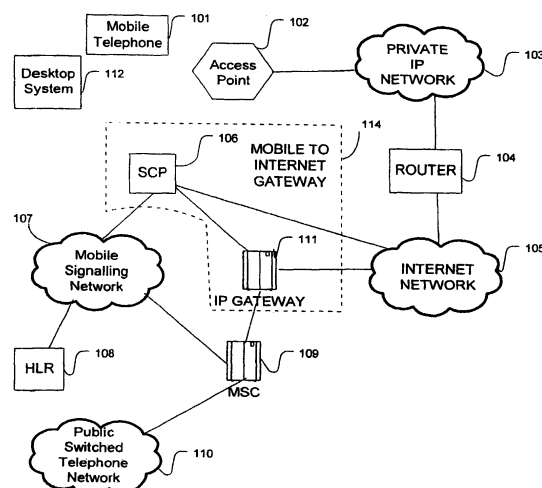 101
Mobile
Telephone
102
Desktop
System
112
Access
Point
PRIVATE
IP
NETWORK
103
106
114
MOBILE TO
INTERNET
GATEWAY
SCP
ROUTER
104
107
Mobile
Signalling
Network
111
INTERNET
NETWORK
105
IP GATEWAY
HLR
108
109
MSC
Public
Switched
Telephone
Network
110